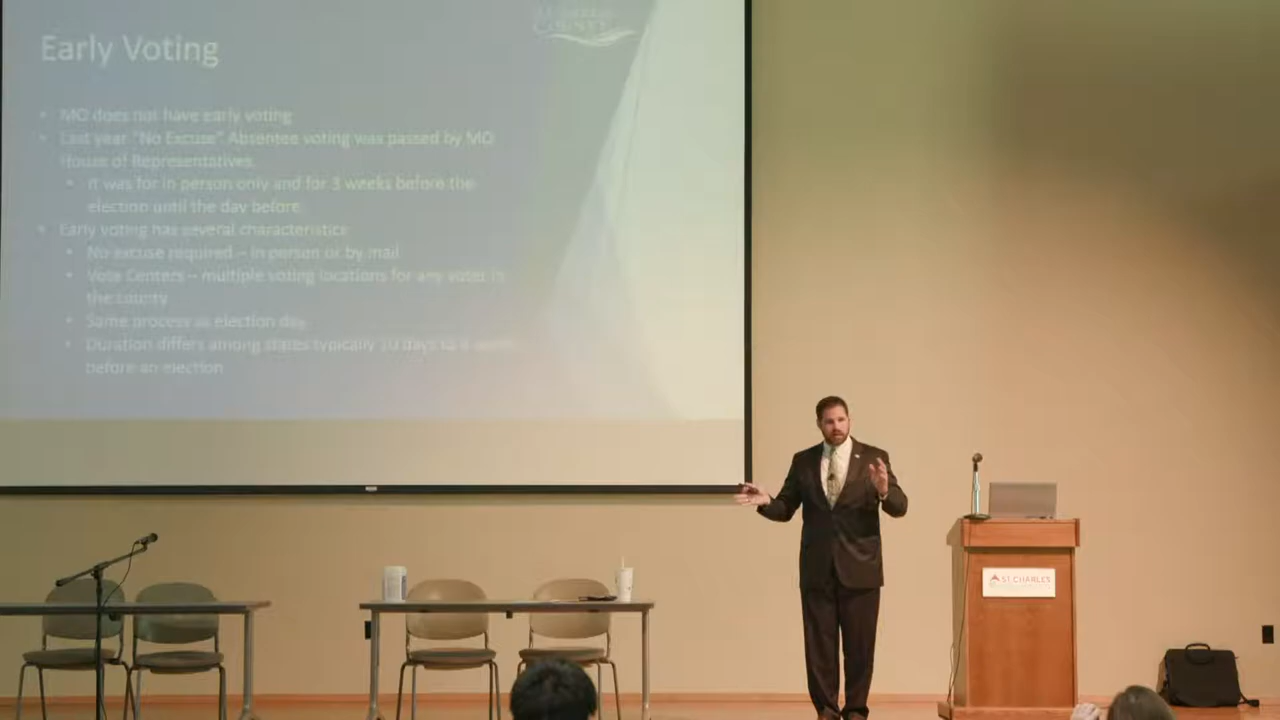 COUNTY
Early Voting
• MO does not have early voting
• Last year "No Excuse" Absentee voting was passed by MO
House of Representatives.
• It was for in person only and for 3 weeks before the
election until the day before.
• Early voting has several characteristics
• No excuse required – in person or by mail
• Vote Centers – multiple voting locations for any voter in
the county
• Same process as election day
• Duration differs among states typically 10 days to
before an election
ST CHARLES